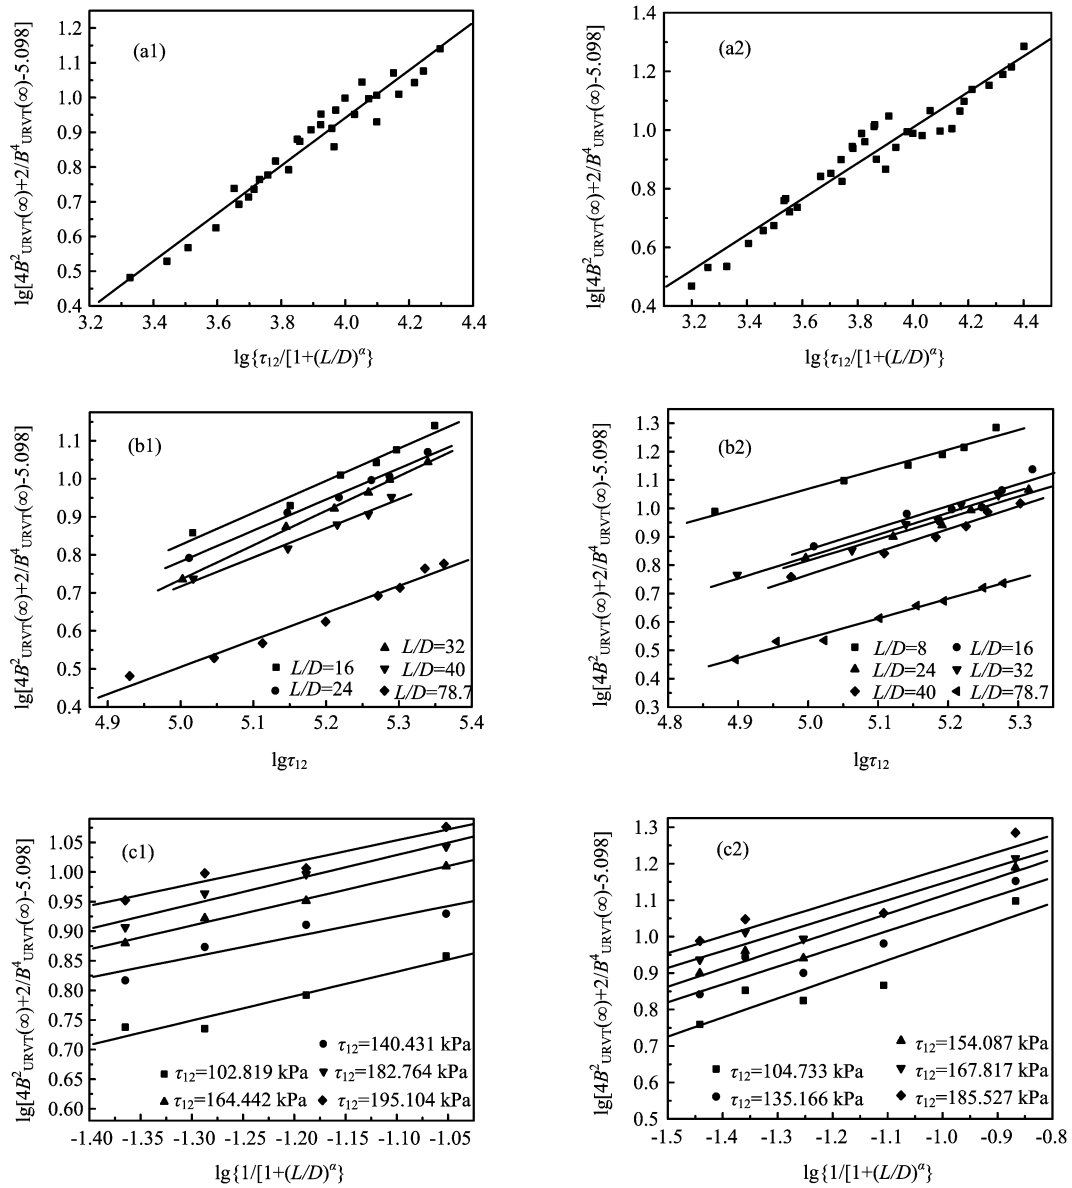 lg[4B²URVT(∞)+2/B⁴URVT(∞)-5.098]
1.2
1.1
1.0
0.9
0.8
0.7
0.6
0.5
0.4
(a1)
3.2 3.4 3.6 3.8 4.0 4.2 4.4
lg{τ12/[1+(L/D)^α}
lg[4B²URVT(∞)+2/B⁴URVT(∞)-5.098]
1.4
1.2
1.0
0.8
0.6
0.4
(a2)
3.2 3.4 3.6 3.8 4.0 4.2 4.4
lg{τ12/[1+(L/D)^α}
lg[4B²URVT(∞)+2/B⁴URVT(∞)-5.098]
1.1
1.0
0.9
0.8
0.7
0.6
0.5
0.4
(b1)
L/D=32
L/D=16 L/D=40
L/D=24 L/D=78.7
4.9 5.0 5.1 5.2 5.3 5.4
lgτ12
lg[4B²URVT(∞)+2/B⁴URVT(∞)-5.098]
1.3
1.2
1.1
1.0
0.9
0.8
0.7
0.6
0.5
0.4
0.3
(b2)
L/D=8 L/D=16
L/D=24 L/D=32
L/D=40 L/D=78.7
4.8 4.9 5.0 5.1 5.2 5.3
lgτ12
lg[4B²URVT(∞)+2/B⁴URVT(∞)-5.098]
1.05
1.00
0.95
0.90
0.85
0.80
0.75
0.70
0.65
0.60
(c1)
τ12=140.431 kPa
τ12=102.819 kPa τ12=182.764 kPa
τ12=164.442 kPa τ12=195.104 kPa
-1.40 -1.35 -1.30 -1.25 -1.20 -1.15 -1.10 -1.05
lg{1/[1+(L/D)^α}
lg[4B²URVT(∞)+2/B⁴URVT(∞)-5.098]
1.3
1.2
1.1
1.0
0.9
0.8
0.7
0.6
0.5
(c2)
τ12=154.087 kPa
τ12=104.733 kPa τ12=167.817 kPa
τ12=135.166 kPa τ12=185.527 kPa
-1.5 -1.4 -1.3 -1.2 -1.1 -1.0 -0.9 -0.8
lg{1/[1+(L/D)^α}